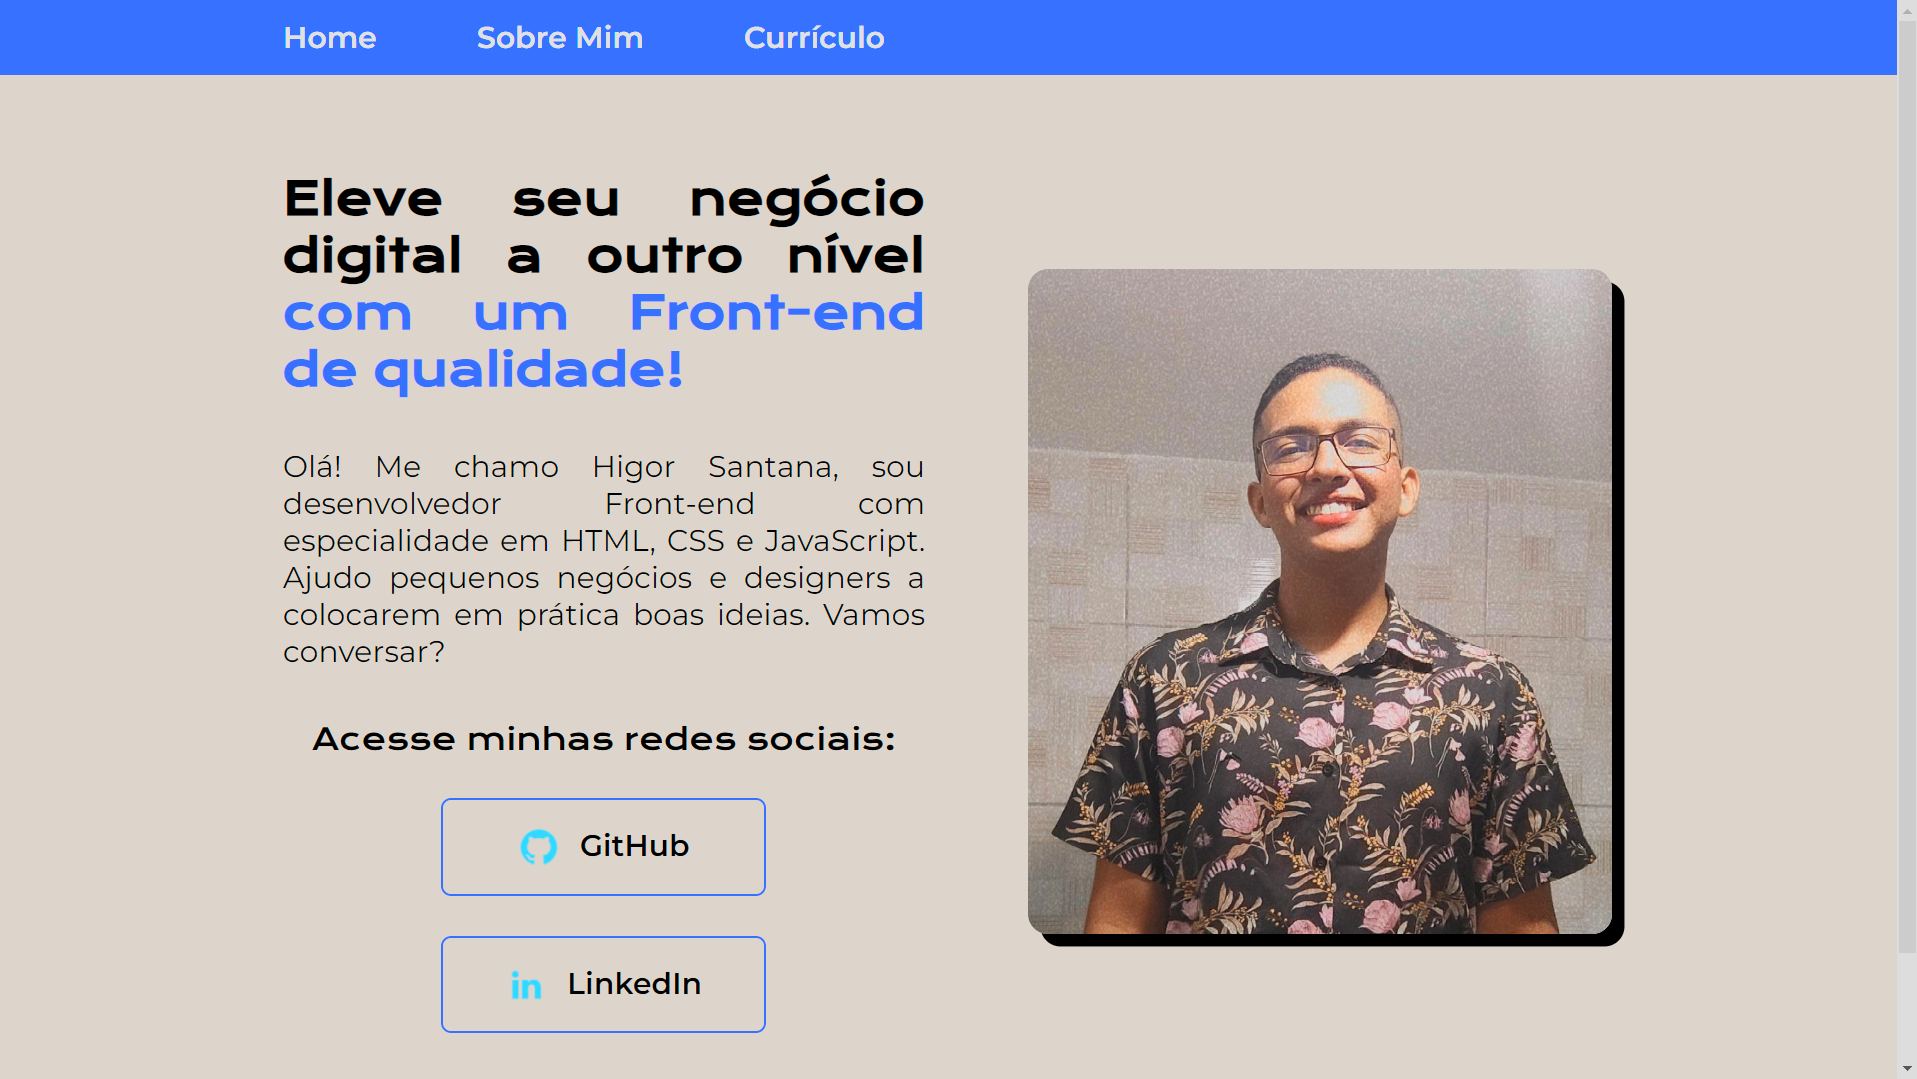 Home
Sobre Mim
Currículo
Eleve seu negócio
digital a outro nível
com um Front-end
de qualidade!
Olá! Me chamo Higor Santana, sou
desenvolvedor Front-end com
especialidade em HTML, CSS e JavaScript.
Ajudo pequenos negócios e designers a
colocarem em prática boas ideias. Vamos
conversar?
Acesse minhas redes sociais:
GitHub
in LinkedIn